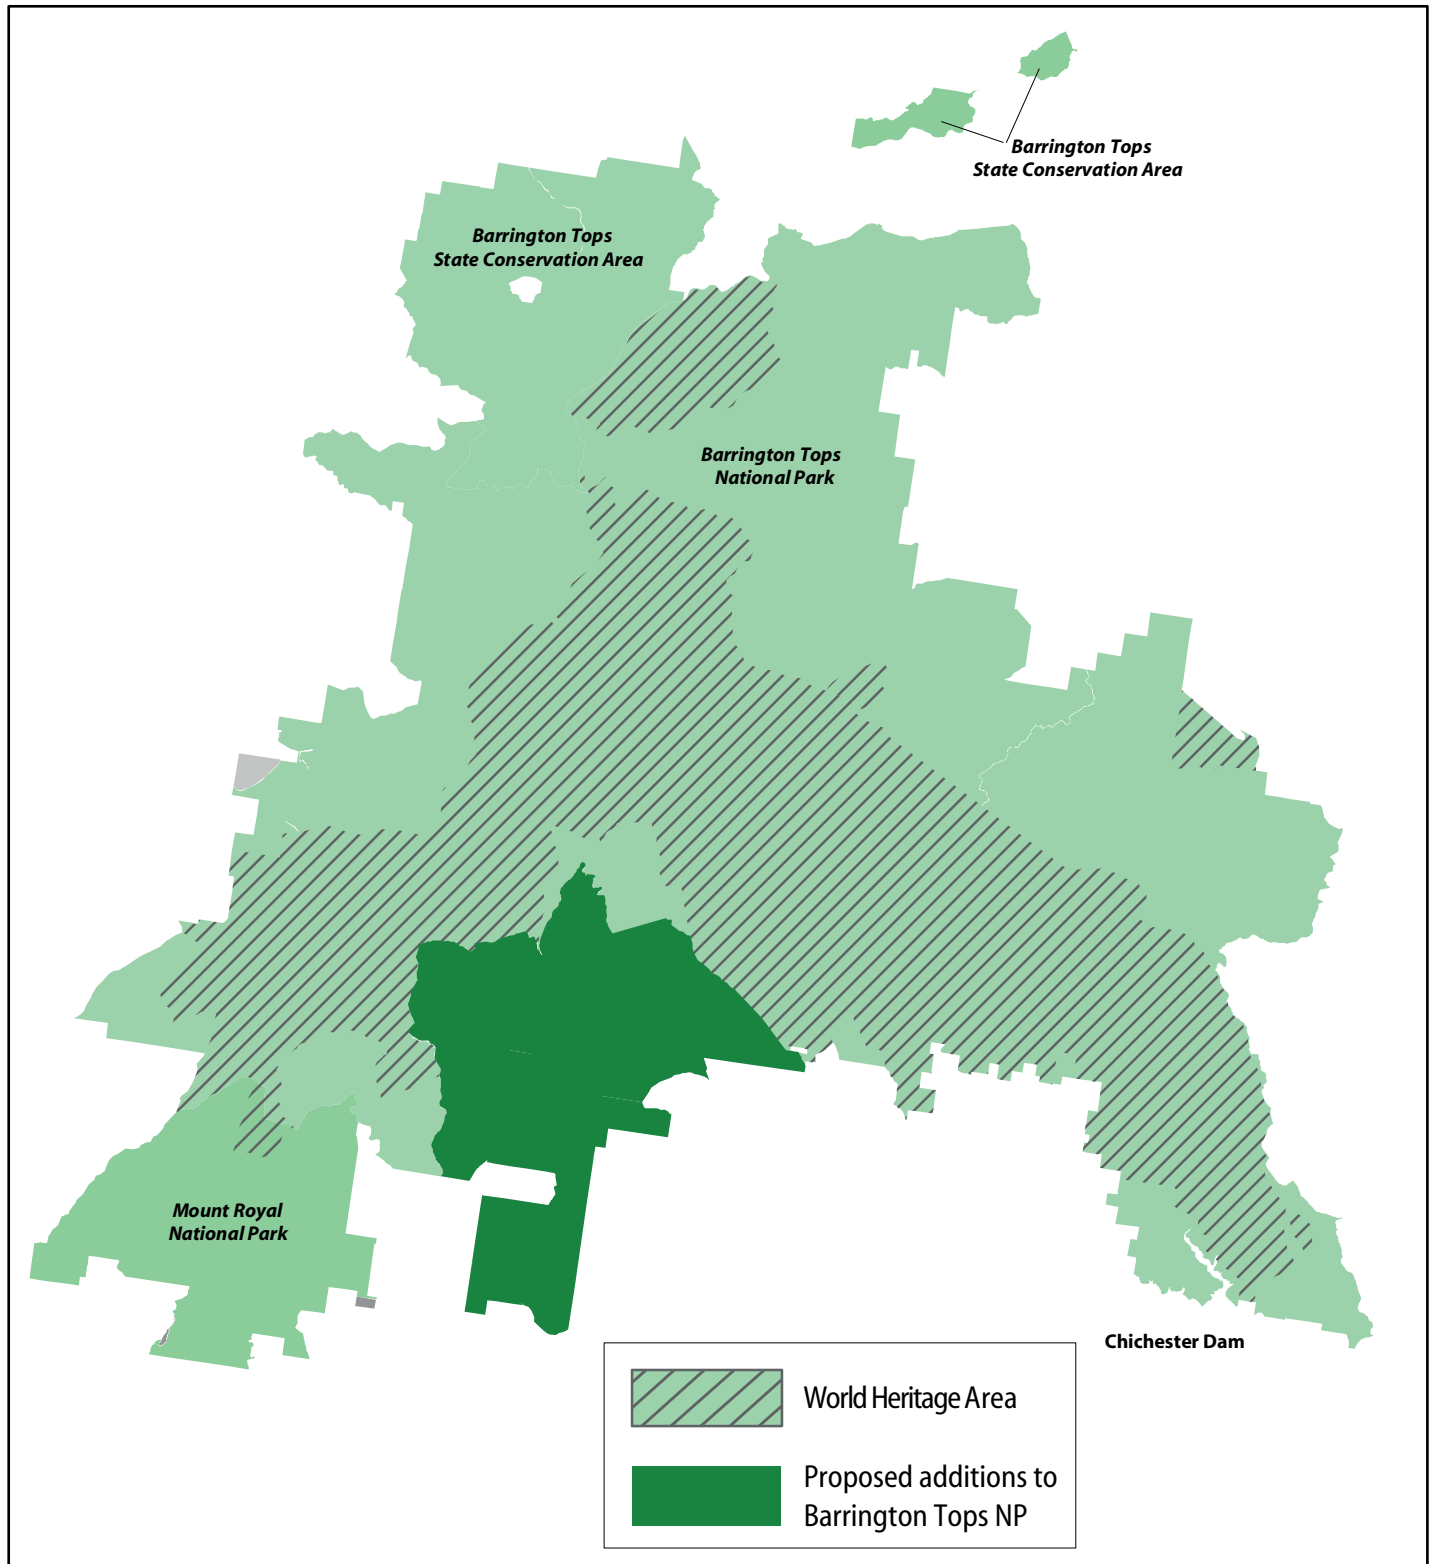 Barrington Tops
State Conservation Area
Barrington Tops
State Conservation Area
Barrington Tops
National Park
Mount Royal
National Park
Chichester Dam
World Heritage Area
Proposed additions to
Barrington Tops NP